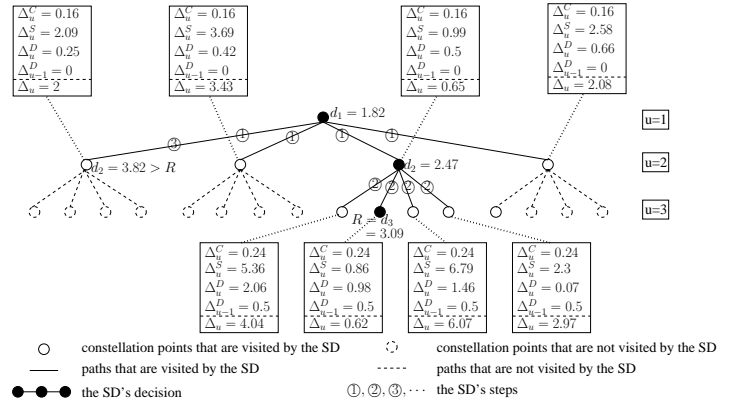 Δ_u^C = 0.16
Δ_u^S = 2.09
Δ_u^D = 0.25
Δ_{u−1}^D = 0
Δ_u = 2
Δ_u^C = 0.16
Δ_u^S = 3.69
Δ_u^D = 0.42
Δ_{u−1}^D = 0
Δ_u = 3.43
Δ_u^C = 0.16
Δ_u^S = 0.99
Δ_u^D = 0.5
Δ_{u−1}^D = 0
Δ_u = 0.65
Δ_u^C = 0.16
Δ_u^S = 2.58
Δ_u^D = 0.66
Δ_{u−1}^D = 0
Δ_u = 2.08
d_1 = 1.82
u=1
③ ① ① ① ①
d_2 = 3.82 > R
d_2 = 2.47
u=2
② ② ② ②
R = d_3
= 3.09
u=3
Δ_u^C = 0.24
Δ_u^S = 5.36
Δ_u^D = 2.06
Δ_{u−1}^D = 0.5
Δ_u = 4.04
Δ_u^C = 0.24
Δ_u^S = 0.86
Δ_u^D = 0.98
Δ_{u−1}^D = 0.5
Δ_u = 0.62
Δ_u^C = 0.24
Δ_u^S = 6.79
Δ_u^D = 1.46
Δ_{u−1}^D = 0.5
Δ_u = 6.07
Δ_u^C = 0.24
Δ_u^S = 2.3
Δ_u^D = 0.07
Δ_{u−1}^D = 0.5
Δ_u = 2.97
constellation points that are visited by the SD
constellation points that are not visited by the SD
paths that are visited by the SD
paths that are not visited by the SD
the SD's decision
①, ②, ③, ··· the SD's steps